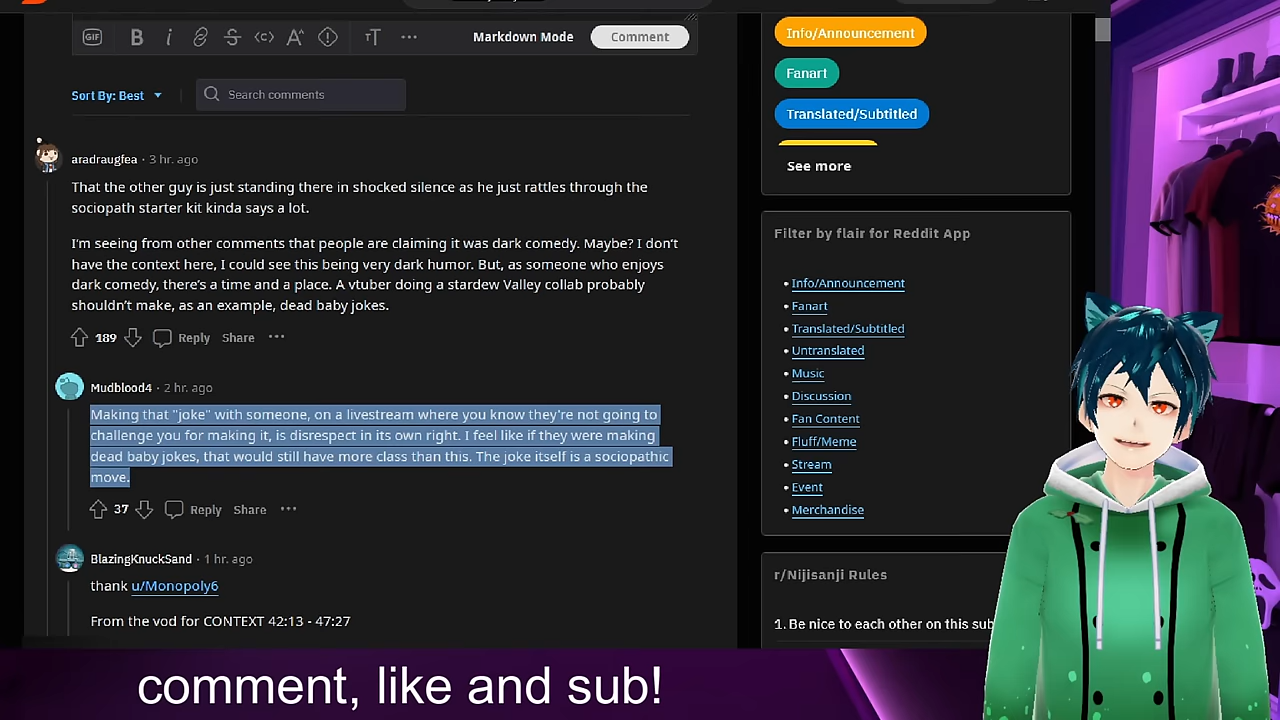 GIF
Markdown Mode
Comment
Sort By: Best
Search comments
aradraugfea · 3 hr. ago
That the other guy is just standing there in shocked silence as he just rattles through the
sociopath starter kit kinda says a lot.
I'm seeing from other comments that people are claiming it was dark comedy. Maybe? I don't
have the context here, I could see this being very dark humor. But, as someone who enjoys
dark comedy, there's a time and a place. A vtuber doing a stardew Valley collab probably
shouldn't make, as an example, dead baby jokes.
189
Reply
Share
Mudblood4 · 2 hr. ago
Making that "joke" with someone, on a livestream where you know they're not going to
challenge you for making it, is disrespect in its own right. I feel like if they were making
dead baby jokes, that would still have more class than this. The joke itself is a sociopathic
move.
37
Reply
Share
BlazingKnuckSand · 1 hr. ago
thank u/Monopoly6
From the vod for CONTEXT 42:13 - 47:27
Info/Announcement
Fanart
Translated/Subtitled
See more
Filter by flair for Reddit App
• Info/Announcement
• Fanart
• Translated/Subtitled
• Untranslated
• Music
• Discussion
• Fan Content
• Fluff/Meme
• Stream
• Event
• Merchandise
r/Nijisanji Rules
1. Be nice to each other on this sub
comment, like and sub!